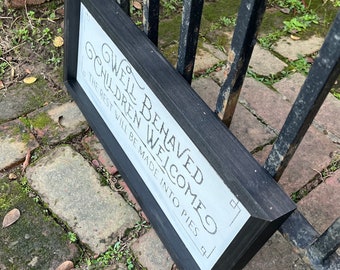 WELL BEHAVED
CHILDREN WELCOME
THE REST WILL BE MADE INTO PIES